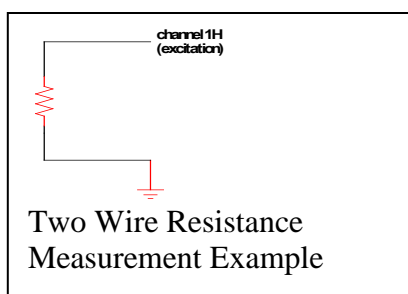 channel 1H
(excitation)
Two Wire Resistance
Measurement Example